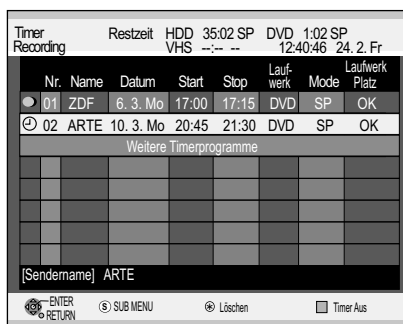 Timer Recording Restzeit HDD 35:02 SP DVD 1:02 SP
VHS --:-- -- 12:40:46 24. 2. Fr
Nr. Name Datum Start Stop Lauf-werk Mode Laufwerk Platz
01 ZDF 6. 3. Mo 17:00 17:15 DVD SP OK
02 ARTE 10. 3. Mo 20:45 21:30 DVD SP OK
Weitere Timerprogramme
[Sendername] ARTE
ENTER
RETURN
S SUB MENU
Löschen
Timer Aus